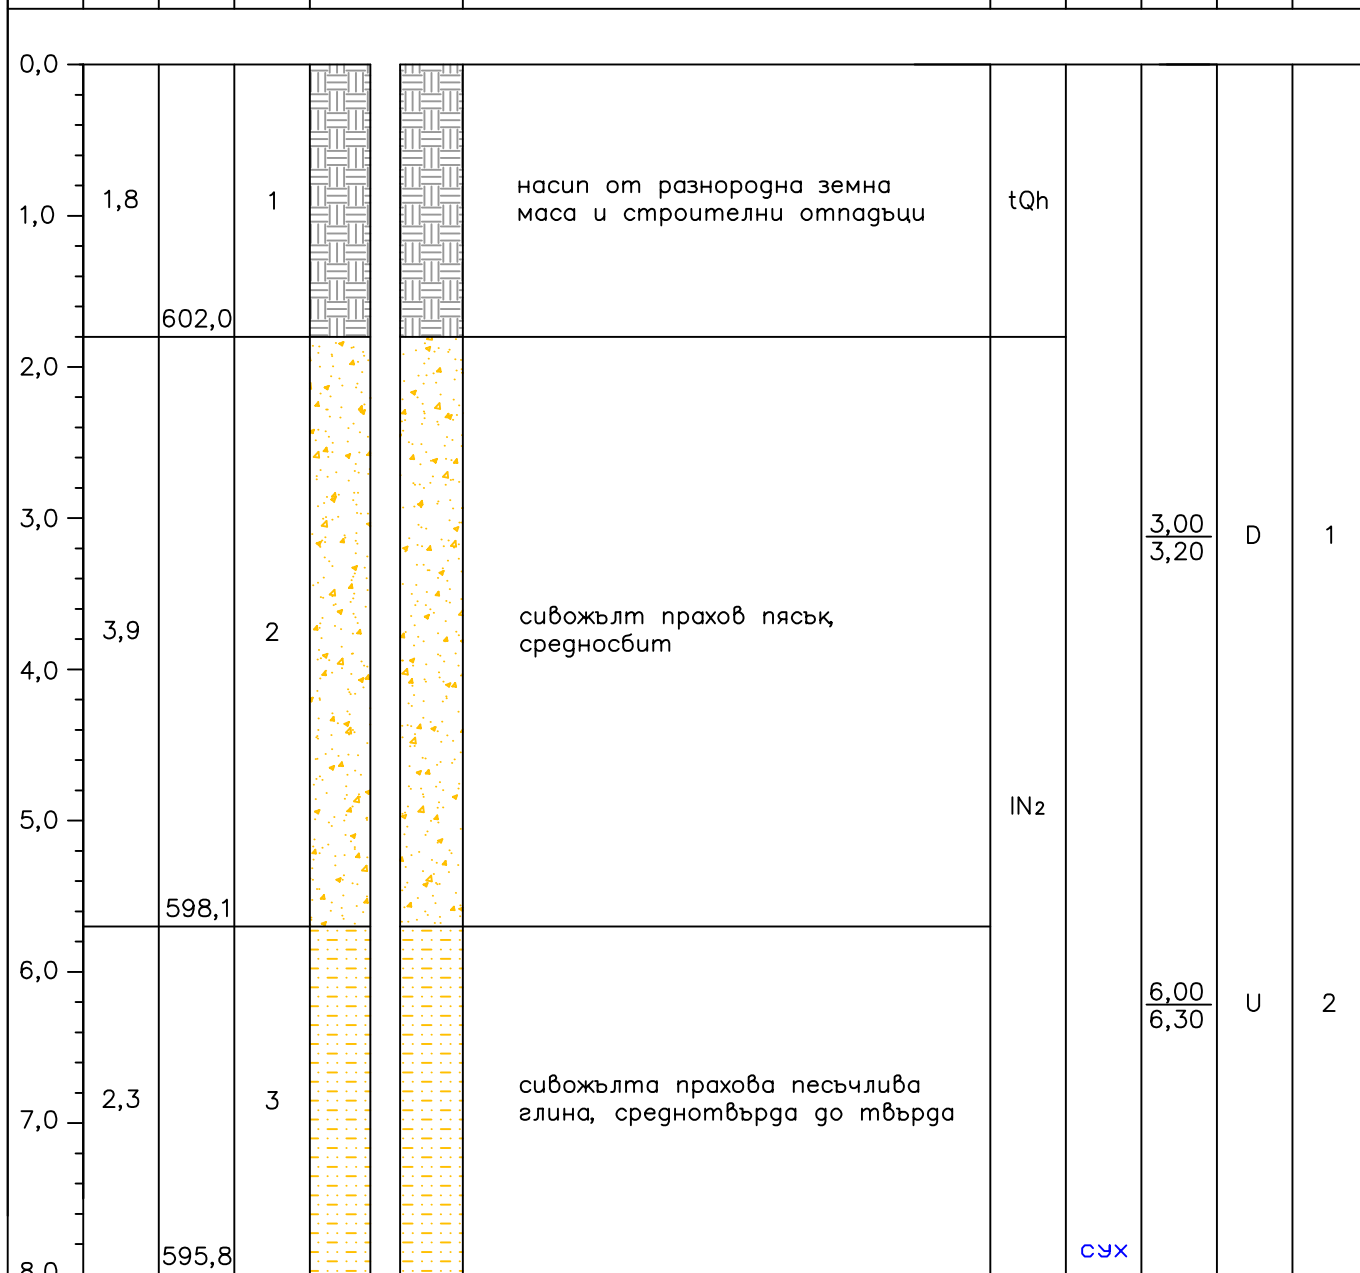 0,0
1,8
1
насип от разнородна земна
маса и строителни отпадъци
tQh
1,0
602,0
2,0
3,0
3,00
3,20
D
1
3,9
2
сивожълт прахов пясък,
средносбит
4,0
IN2
5,0
598,1
6,0
6,00
6,30
U
2
2,3
3
сивожълта прахова песъчлива
глина, среднотвърда до твърда
7,0
595,8
сух
8,0